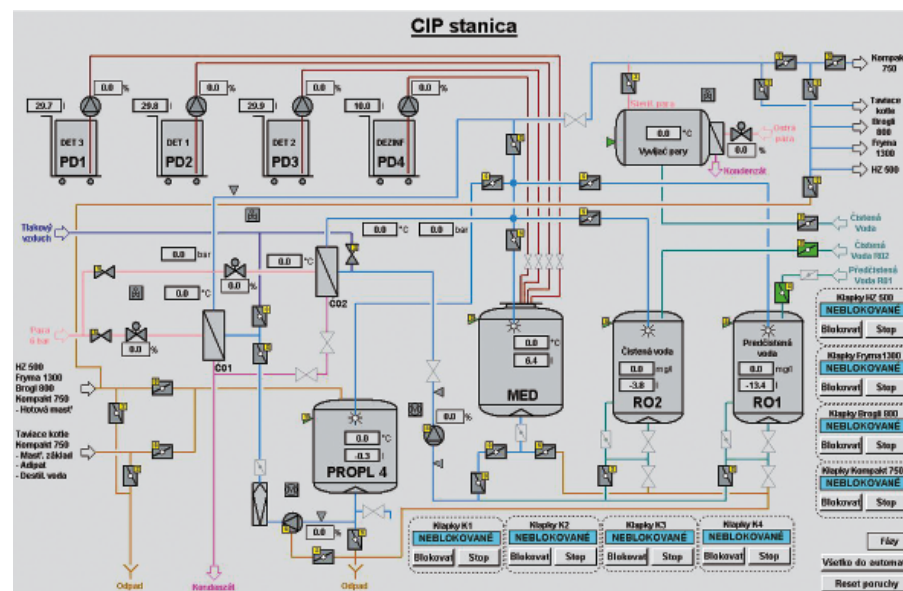 CIP stanica
0.0 %
0.0 %
0.0 %
0.0 %
29.7 l
29.8 l
29.9 l
10.0 l
DET 3
PD1
DET 1
PD2
DET 2
PD3
DEZINF
PD4
0.0 °C
Vyvíjač pary
0.0 %
Kondenzát
Kompakt
750
Taviace
kotle
Brogli
800
Fryma
1300
HZ 500
Tlakový
vzduch
0.0 bar
0.0 °C
0.0 °C
0.0 bar
0.0 %
0.0 °C
0.0 %
CO2
CO1
Para
6 bar
Čistená
Voda
Čistená
Voda RO2
Předčistená
Voda RO1
HZ 500
Fryma 1300
Brogli 800
Kompakt 750
- Hotová masť
Taviace kotle
Kompakt 750
- Masť. základ
- Adipat
- Destil. voda
0.0 °C
-0.3 l
PROPL 4
0.0 %
0.0 %
0.0 °C
6.4 l
MED
Čistená voda
0.0 mg/l
-3.8 l
RO2
Predčistená
voda
0.0 mg/l
-13.4 l
RO1
Klapky HZ 500
NEBLOKOVANÉ
Blokovať Stop
Klapky Fryma 1300
NEBLOKOVANÉ
Blokovať Stop
Klapky Brogli 800
NEBLOKOVANÉ
Blokovať Stop
Klapky Kompakt 750
NEBLOKOVANÉ
Blokovať Stop
Klapky K1
NEBLOKOVANÉ
Blokovať Stop
Klapky K2
NEBLOKOVANÉ
Blokovať Stop
Klapky K3
NEBLOKOVANÉ
Blokovať Stop
Klapky K4
NEBLOKOVANÉ
Blokovať Stop
Fázy
Všetko do automa
Reset poruchy
Odpad
Kondenzát
Odpad